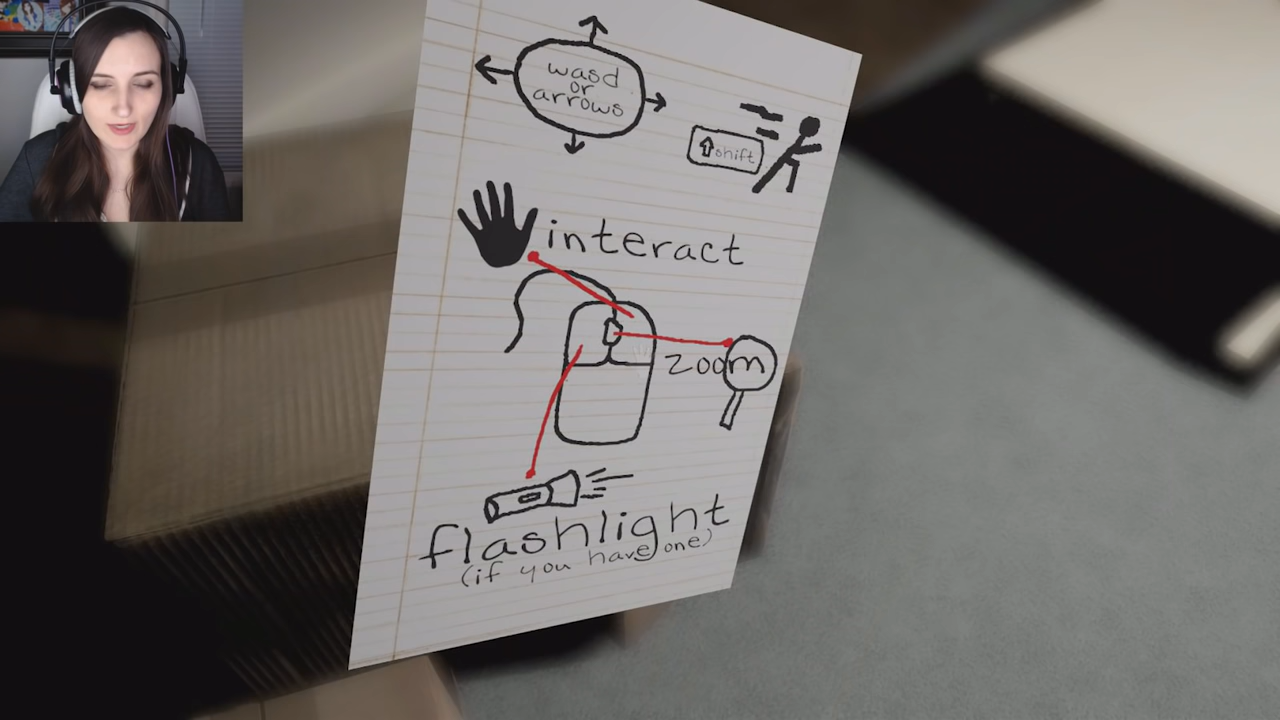 wasd
or
arrows
shift
interact
zoom
flashlight
(if you have one)